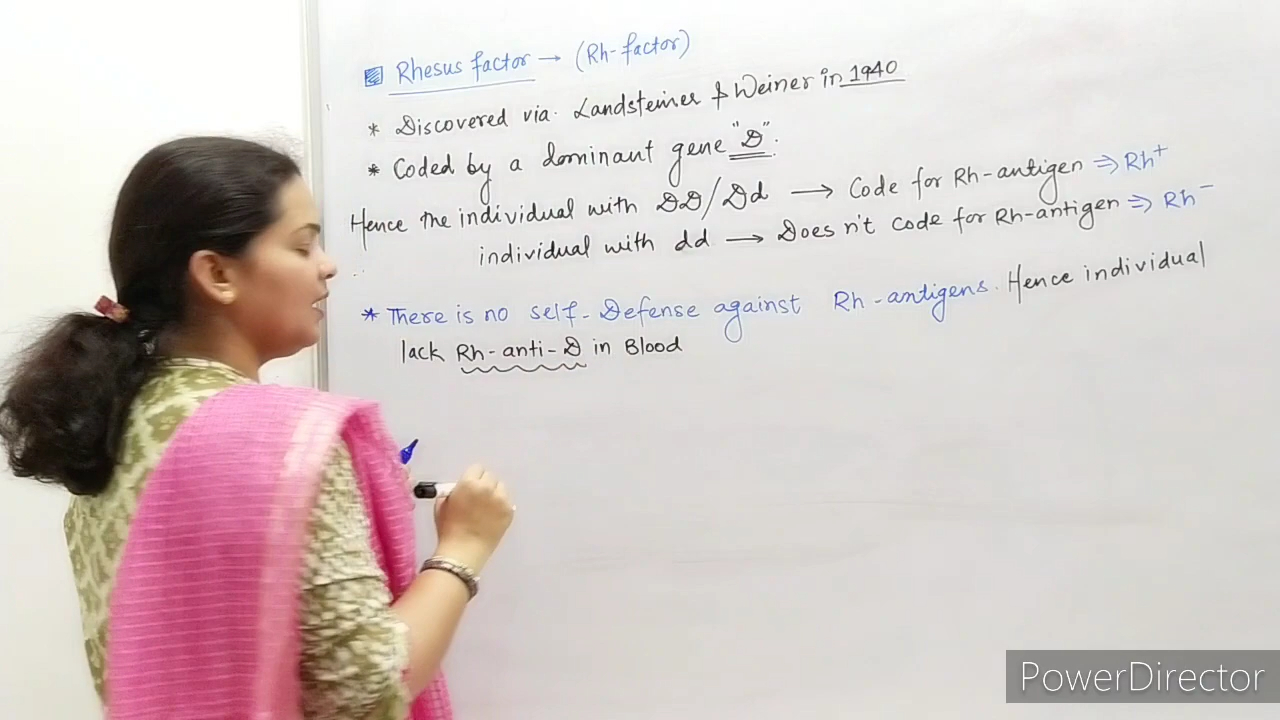 Rhesus factor → (Rh-factor)
* Discovered via. Landsteiner & Weiner in 1940
* Coded by a dominant gene "D".
Hence the individual with DD/Dd → Code for Rh-antigen ⇒ Rh⁺
individual with dd → Does n't code for Rh-antigen ⇒ Rh⁻
* There is no self-Defense against Rh-antigens. Hence individual
lack Rh-anti-D in Blood
PowerDirector